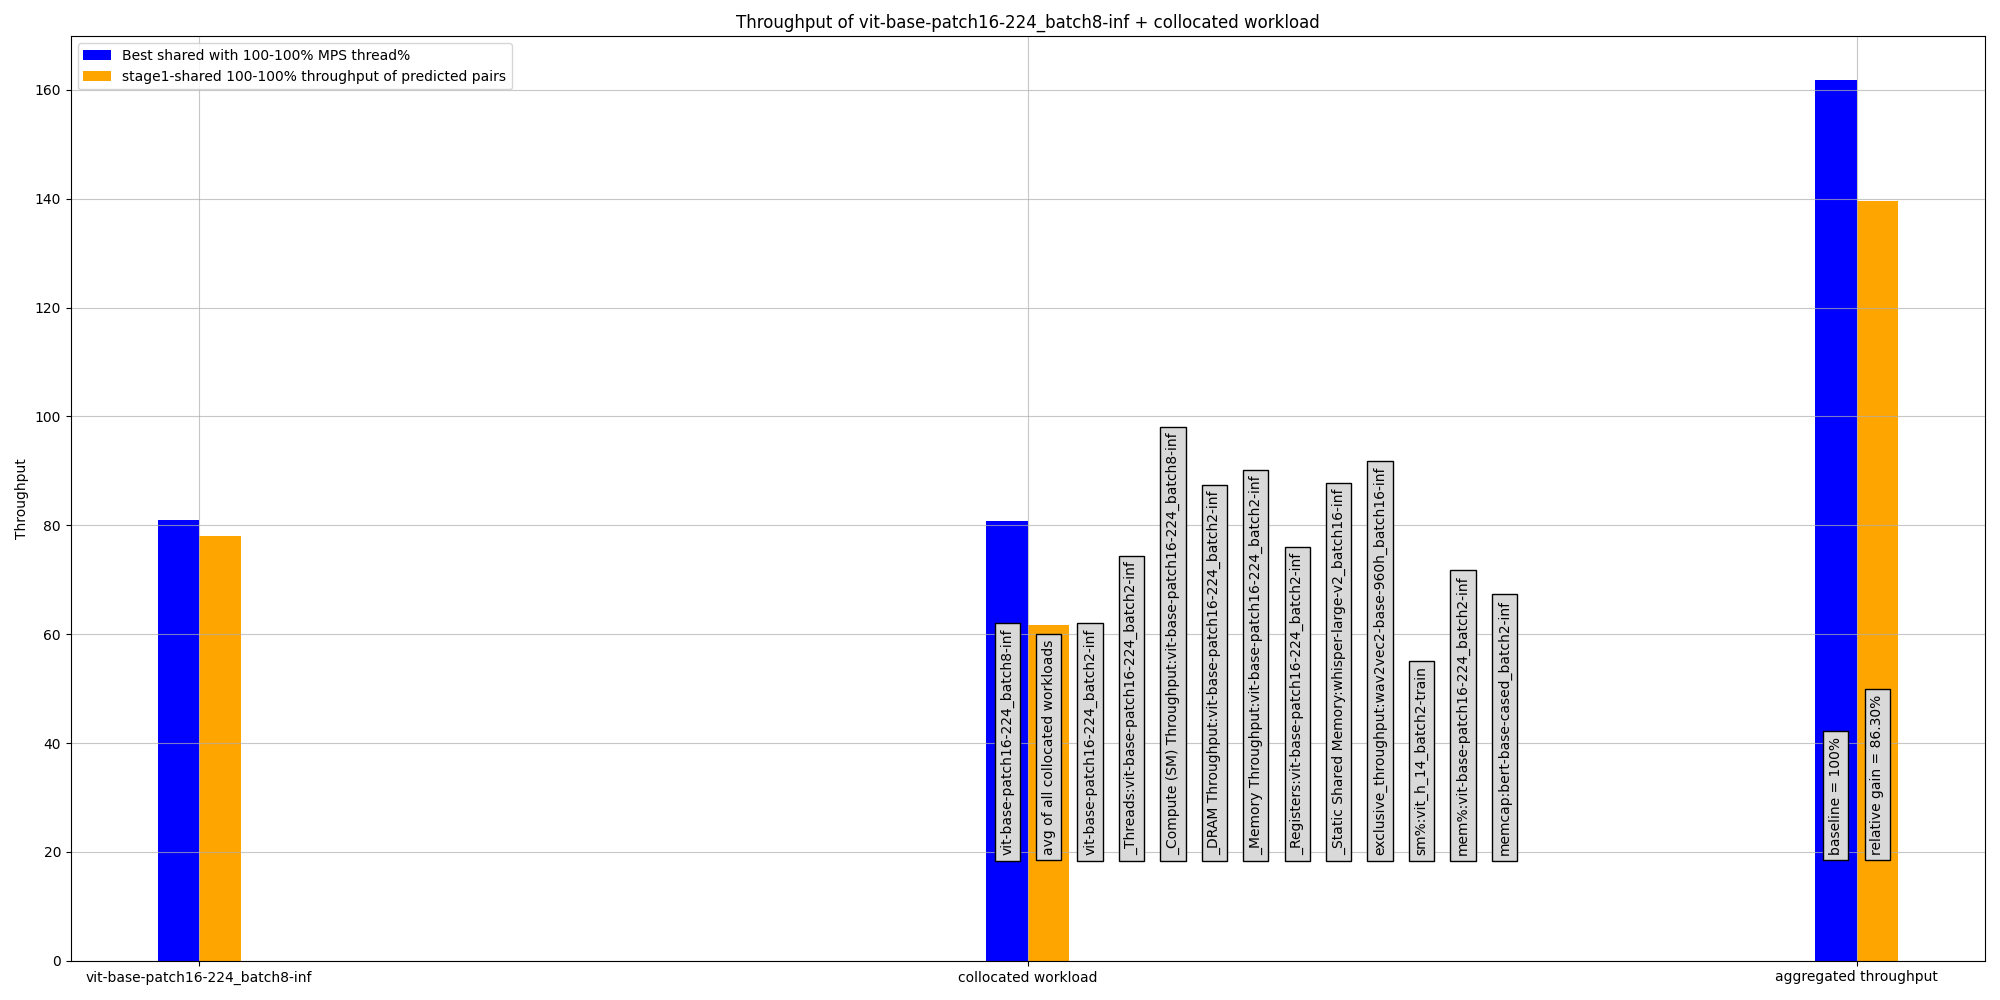 Throughput of vit-base-patch16-224_batch8-inf + collocated workload
Best shared with 100-100% MPS thread%
stage1-shared 100-100% throughput of predicted pairs
Throughput
160
140
120
100
80
60
40
20
0
vit-base-patch16-224_batch8-inf
avg of all collocated workloads
vit-base-patch16-224_batch2-inf
_Threads:vit-base-patch16-224_batch2-inf
_Compute (SM) Throughput:vit-base-patch16-224_batch8-inf
_DRAM Throughput:vit-base-patch16-224_batch2-inf
_Memory Throughput:vit-base-patch16-224_batch2-inf
_Registers:vit-base-patch16-224_batch2-inf
_Static Shared Memory:whisper-large-v2_batch16-inf
exclusive_throughput:wav2vec2-base-960h_batch16-inf
sm%:vit_h_14_batch2-train
mem%:vit-base-patch16-224_batch2-inf
memcap:bert-base-cased_batch2-inf
baseline = 100%
relative gain = 86.30%
vit-base-patch16-224_batch8-inf
collocated workload
aggregated throughput